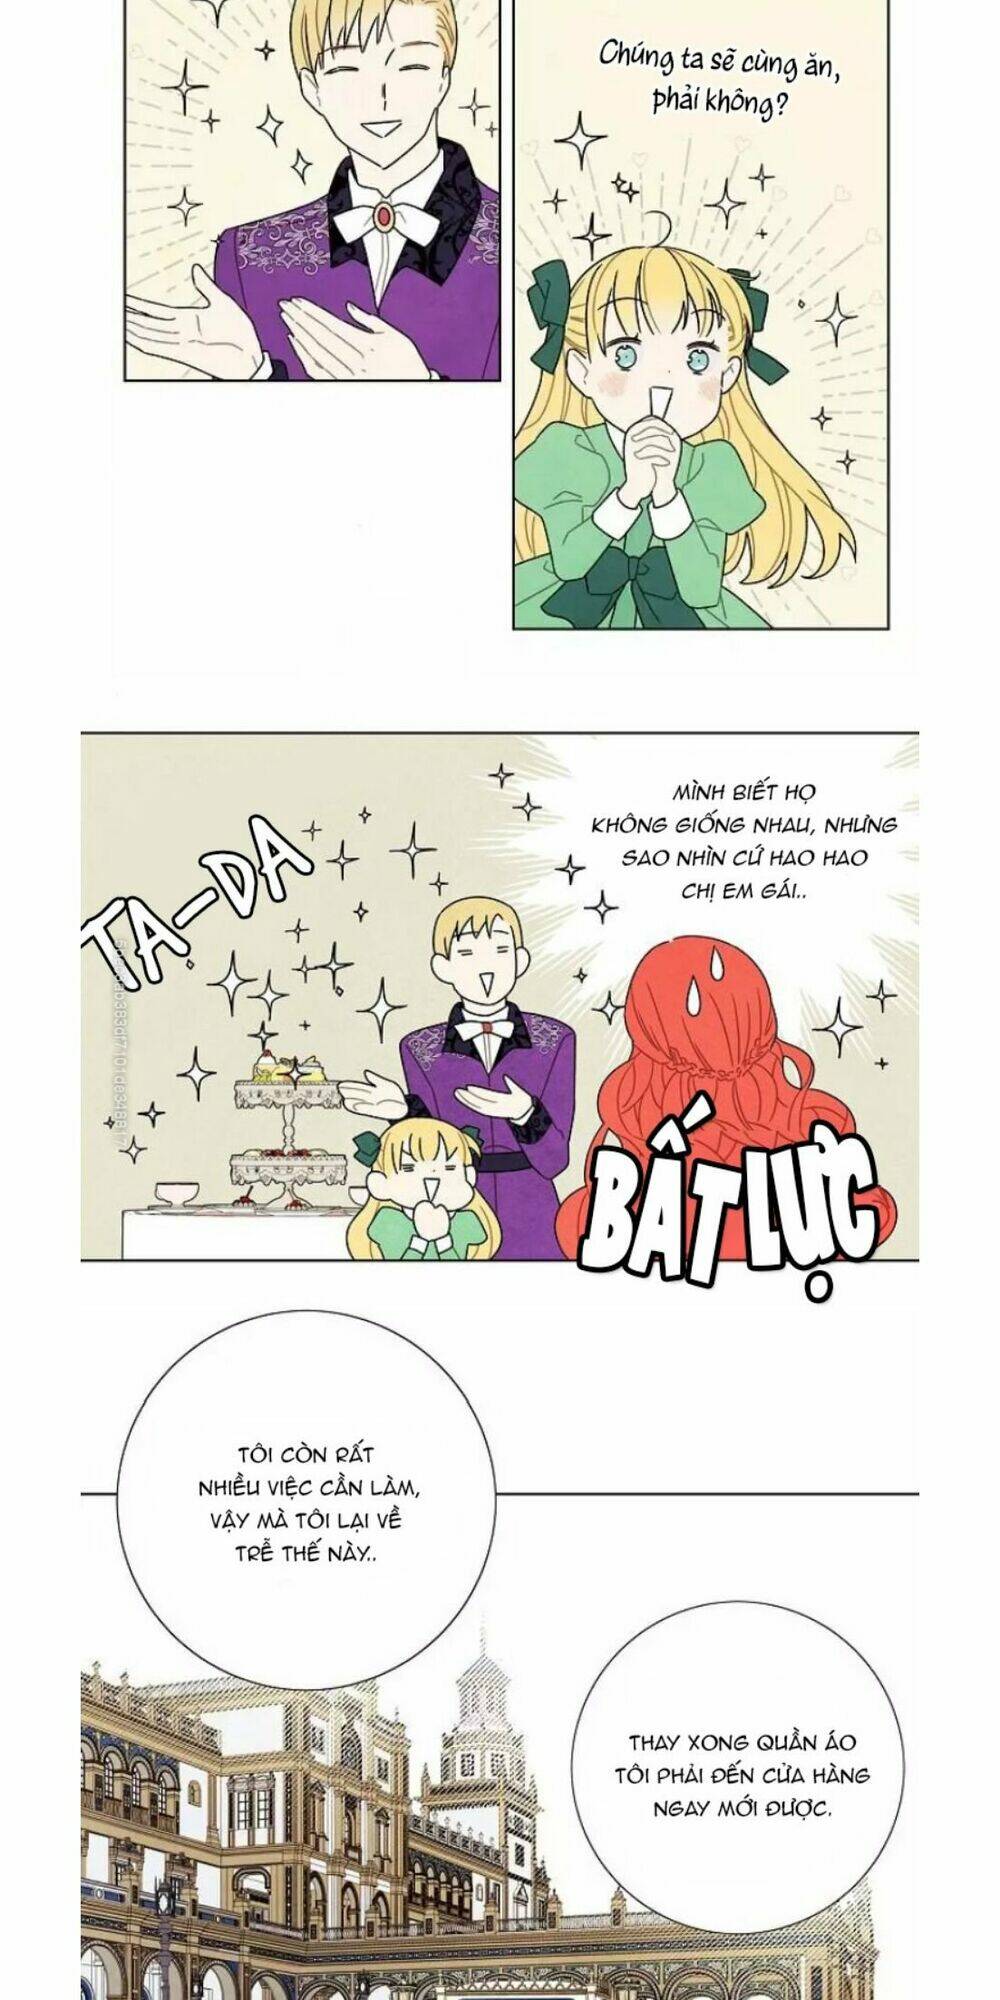 Chúng ta sẽ cùng ăn,
phải không?
MÌNH BIẾT HỌ
KHÔNG GIỐNG NHAU, NHƯNG
SAO NHÌN CỨ HAO HAO
CHỊ EM GÁI..
TA-DA
BẤT LỰC
TÔI CÒN RẤT
NHIỀU VIỆC CẦN LÀM,
VẬY MÀ TÔI LẠI VỀ
TRỄ THẾ NÀY..
THAY XONG QUẦN ÁO
TÔI PHẢI ĐẾN CỬA HÀNG
NGAY MỚI ĐƯỢC.